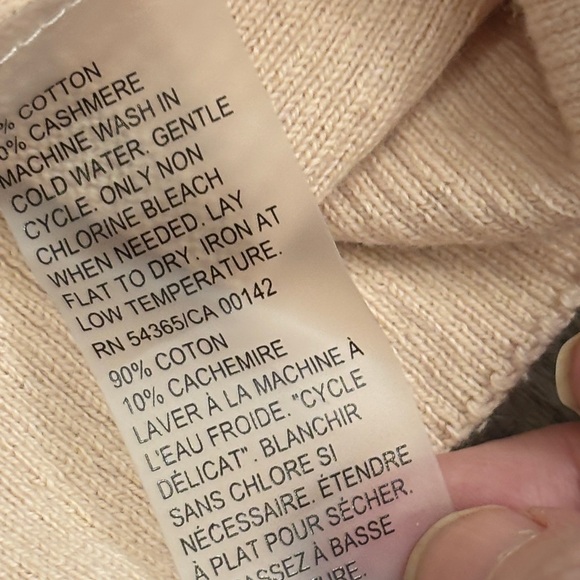 % COTTON
0% CASHMERE
MACHINE WASH IN
COLD WATER. GENTLE
CYCLE. ONLY NON
CHLORINE BLEACH
WHEN NEEDED. LAY
FLAT TO DRY. IRON AT
LOW TEMPERATURE.
RN 54365/CA 00142
90% COTON
10% CACHEMIRE
LAVER À LA MACHINE À
L'EAU FROIDE. "CYCLE
DÉLICAT". BLANCHIR
SANS CHLORE SI
NÉCESSAIRE. ÉTENDRE
À PLAT POUR SÉCHER.
ASSEZ À BASSE